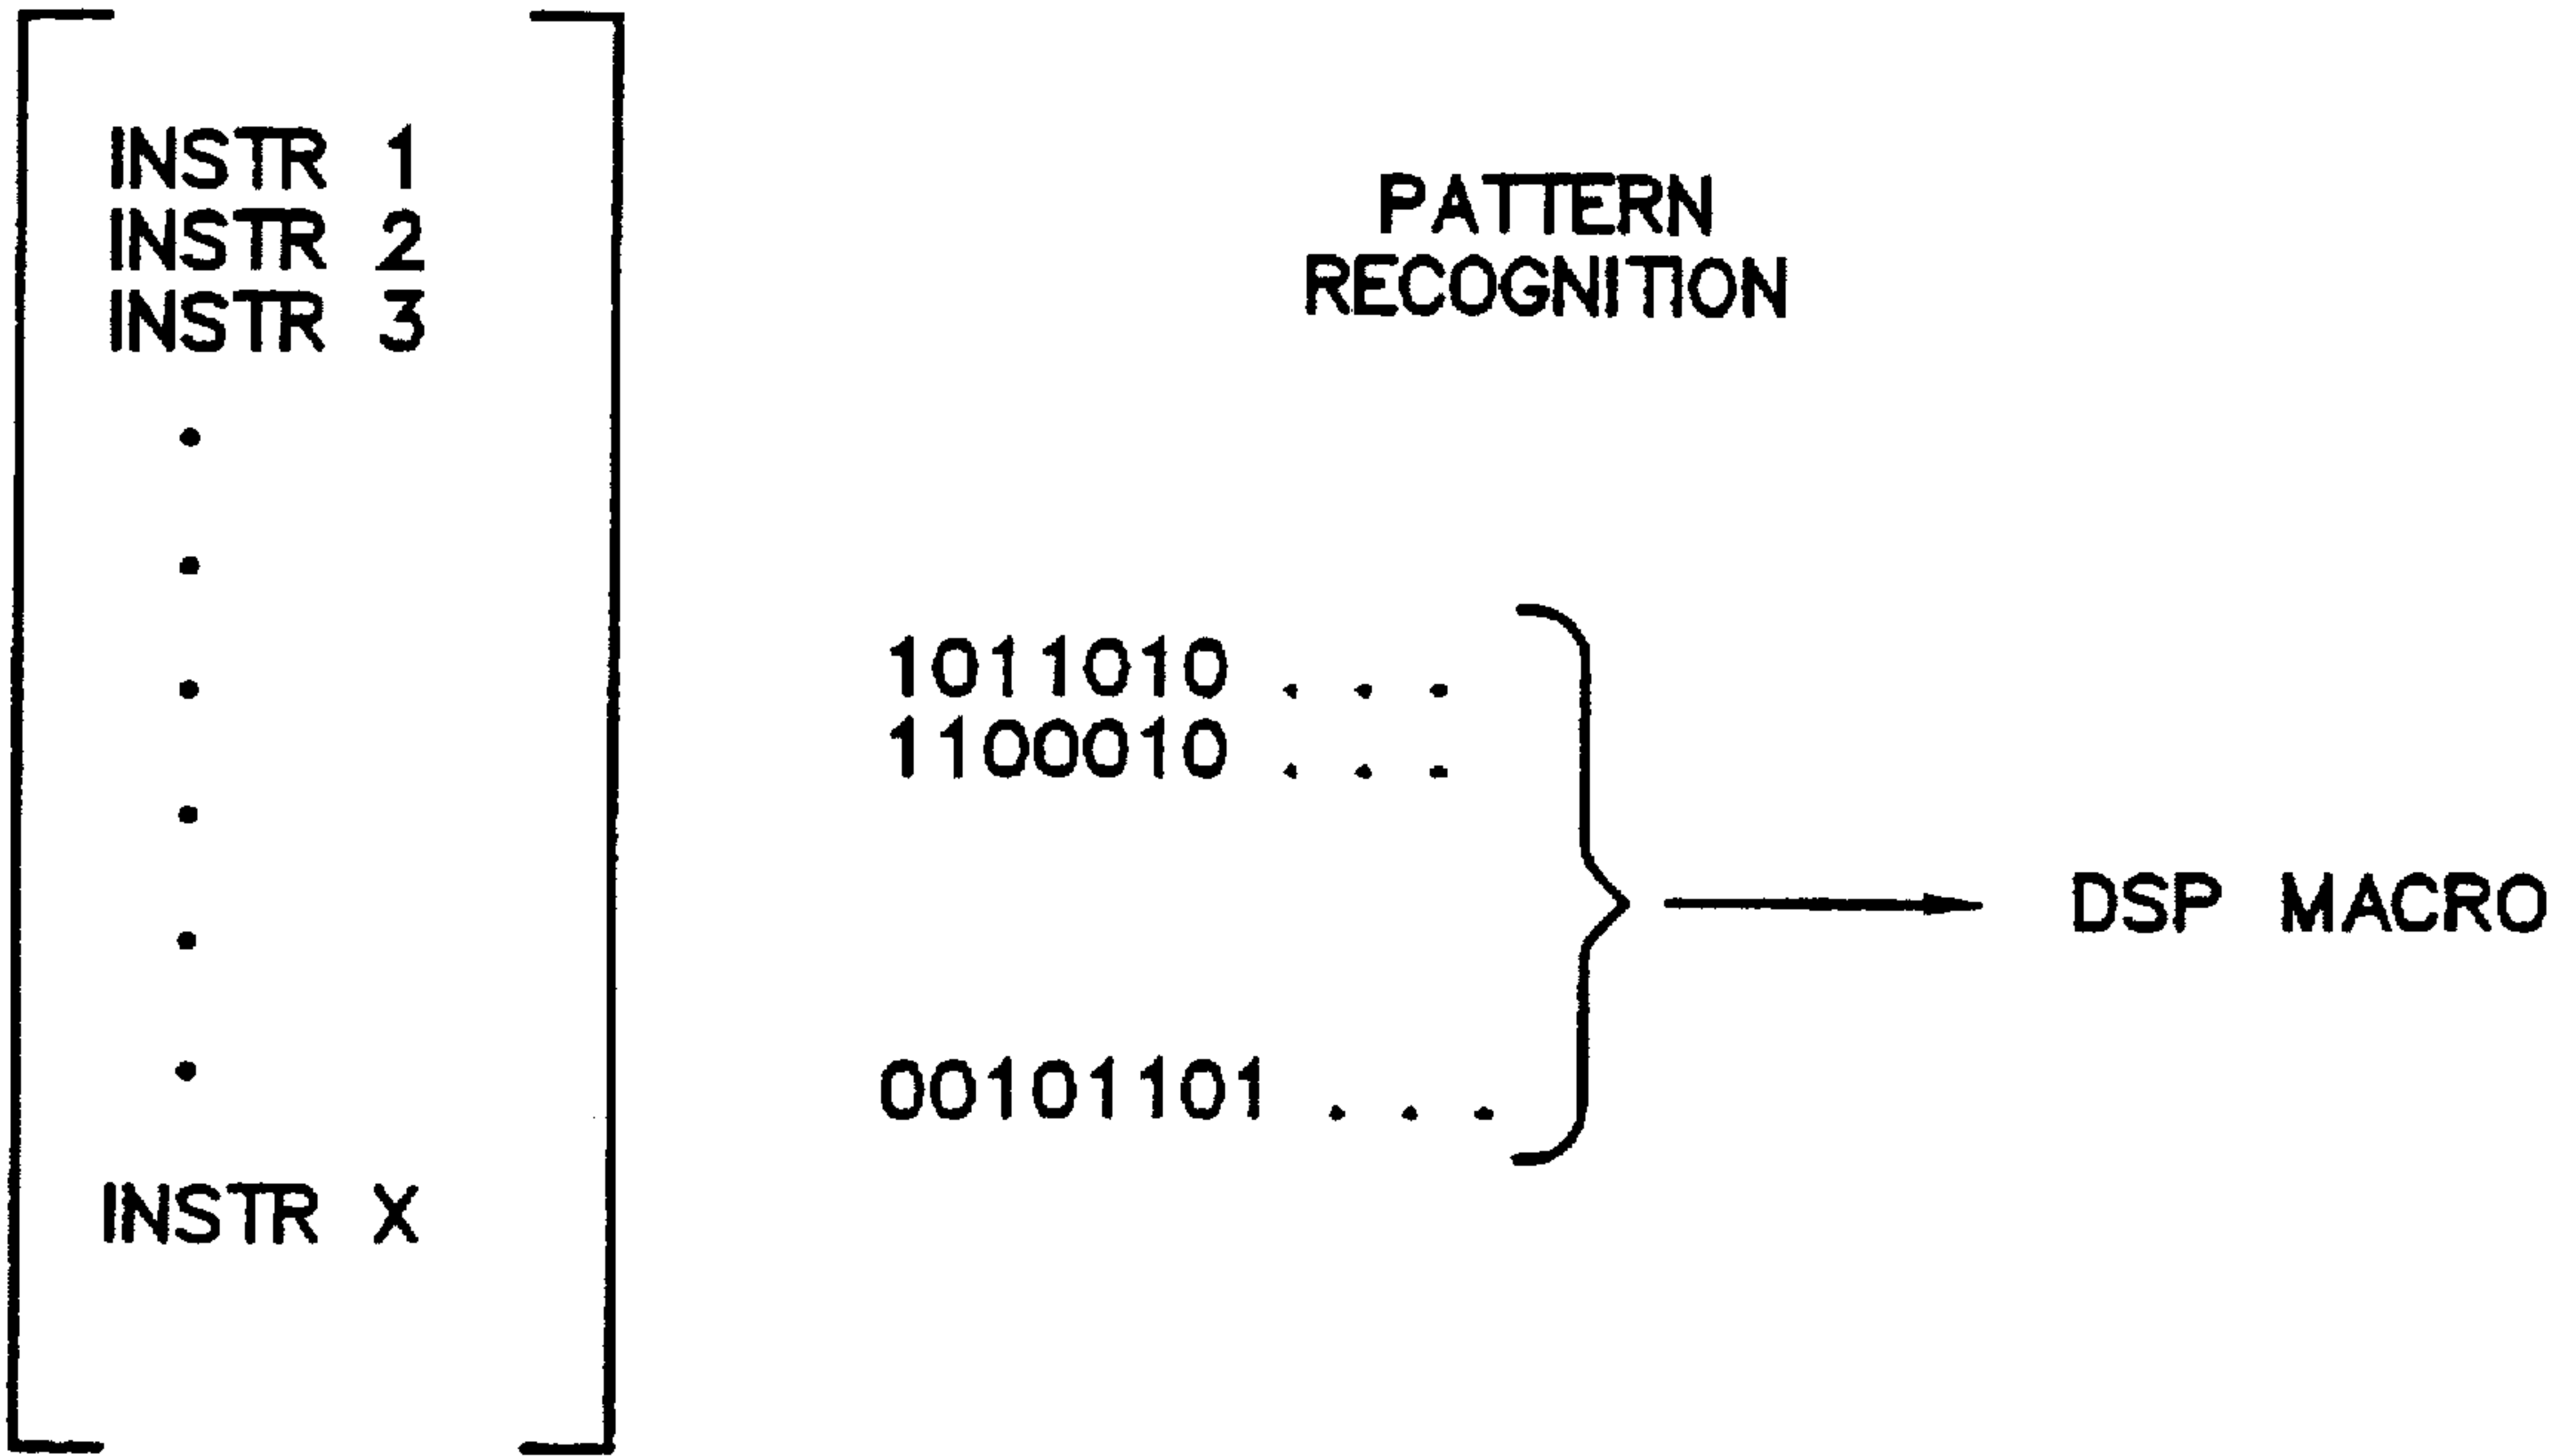 INSTR 1
INSTR 2
INSTR 3
.
.
.
.
.
.
INSTR X
PATTERN
RECOGNITION
1011010 . . .
1100010 . . .
00101101 . . .
DSP MACRO